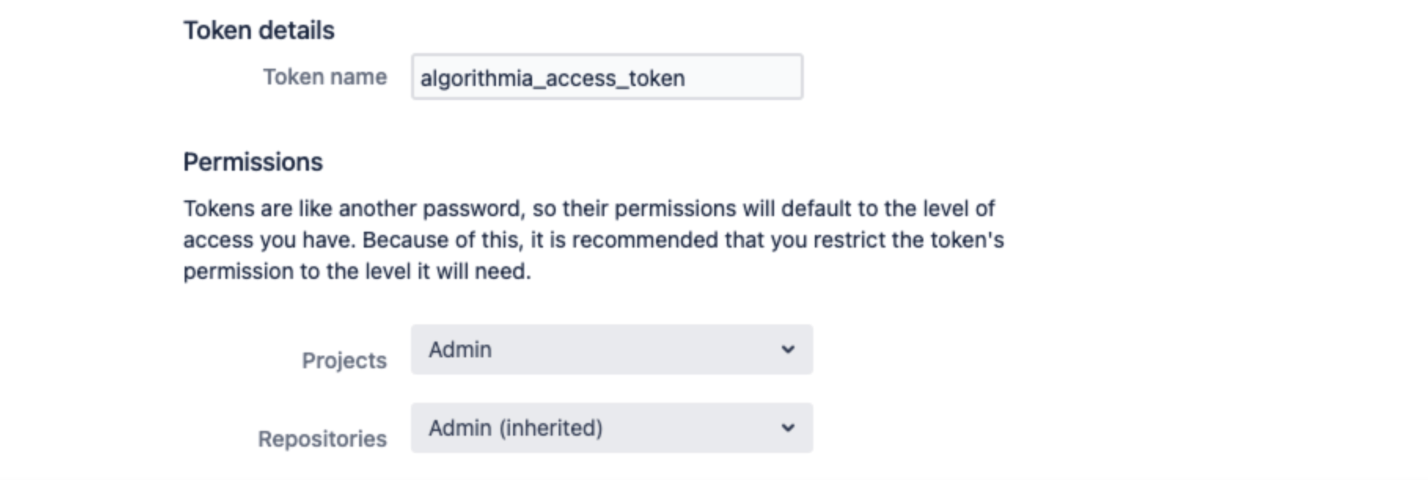 Token details
Token name algorithmia_access_token
Permissions
Tokens are like another password, so their permissions will default to the level of
access you have. Because of this, it is recommended that you restrict the token's
permission to the level it will need.
Projects Admin
Repositories Admin (inherited)